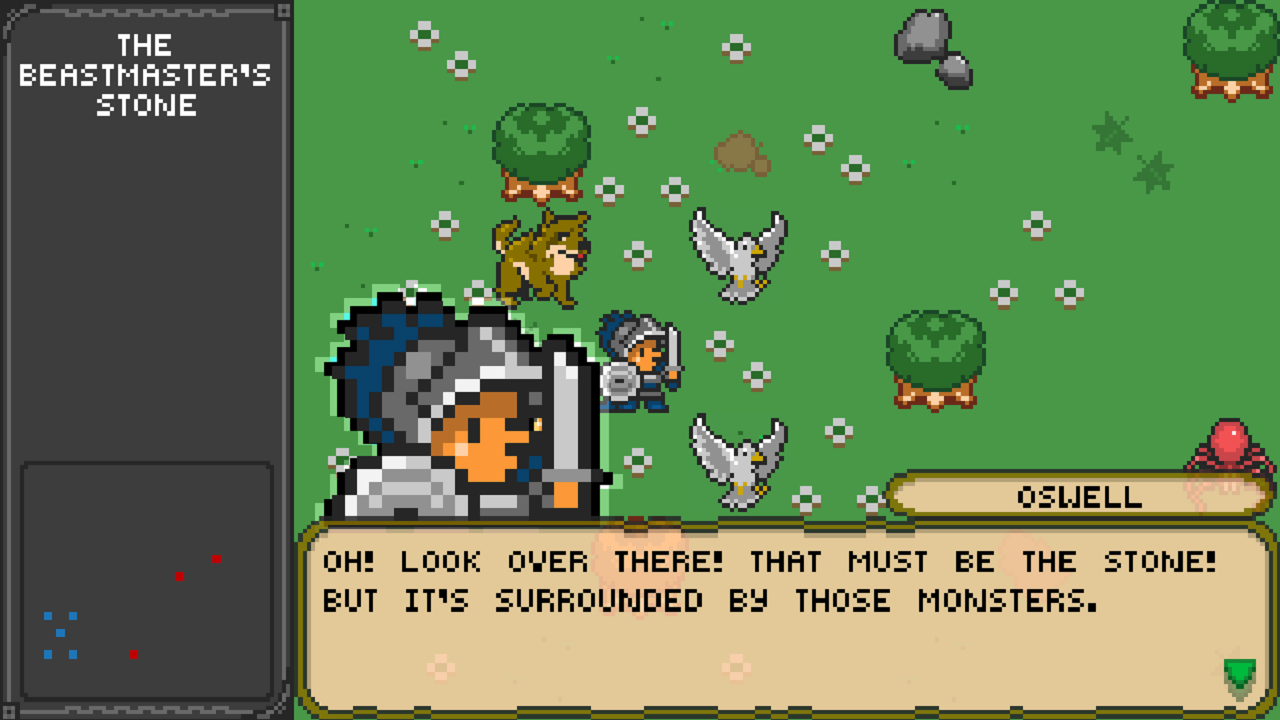 THE
BEASTMASTER'S
STONE
OSWELL
OH! LOOK OVER THERE! THAT MUST BE THE STONE!
BUT IT'S SURROUNDED BY THOSE MONSTERS.